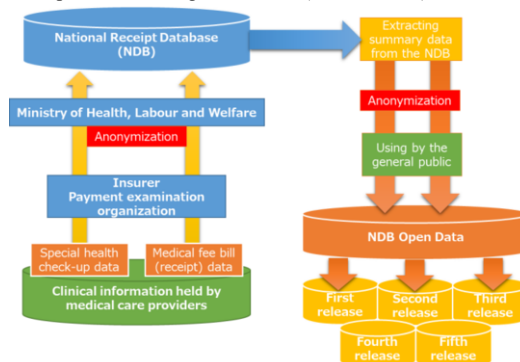 National Receipt Database
(NDB)
Ministry of Health, Labour and Welfare
Anonymization
Insurer
Payment examination
organization
Special health
check-up data
Medical fee bill
(receipt) data
Clinical information held by
medical care providers
Extracting
summary data
from the NDB
Anonymization
Using by the
general public
NDB Open Data
First
release
Second
release
Third
release
Fourth
release
Fifth
release